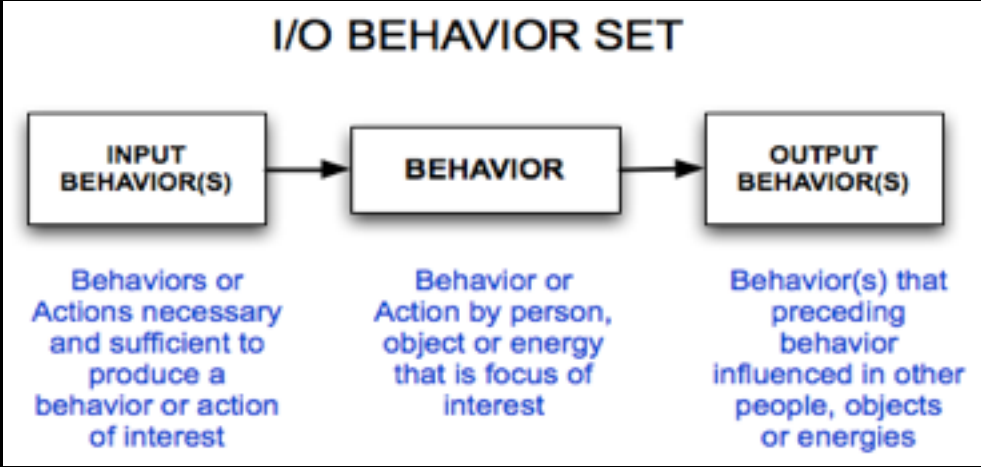 I/O BEHAVIOR SET
INPUT
BEHAVIOR(S)
BEHAVIOR
OUTPUT
BEHAVIOR(S)
Behaviors or
Actions necessary
and sufficient to
produce a
behavior or action
of interest
Behavior or
Action by person,
object or energy
that is focus of
interest
Behavior(s) that
preceding
behavior
influenced in other
people, objects
or energies